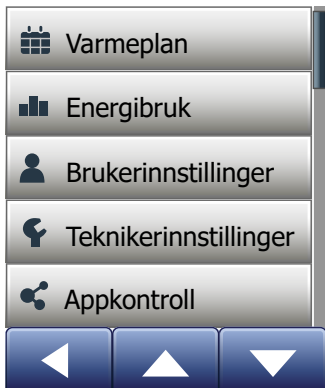 Varmeplan
Energibruk
Brukerinnstillinger
Teknikerinnstillinger
Appkontroll